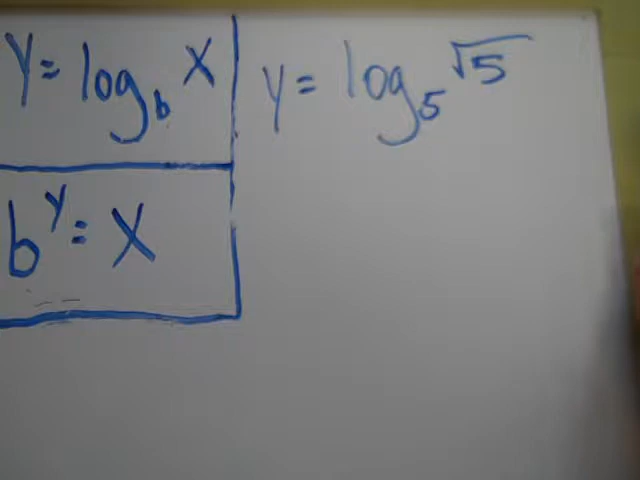 y = log_b x
b^y = x
y = log_5 √5